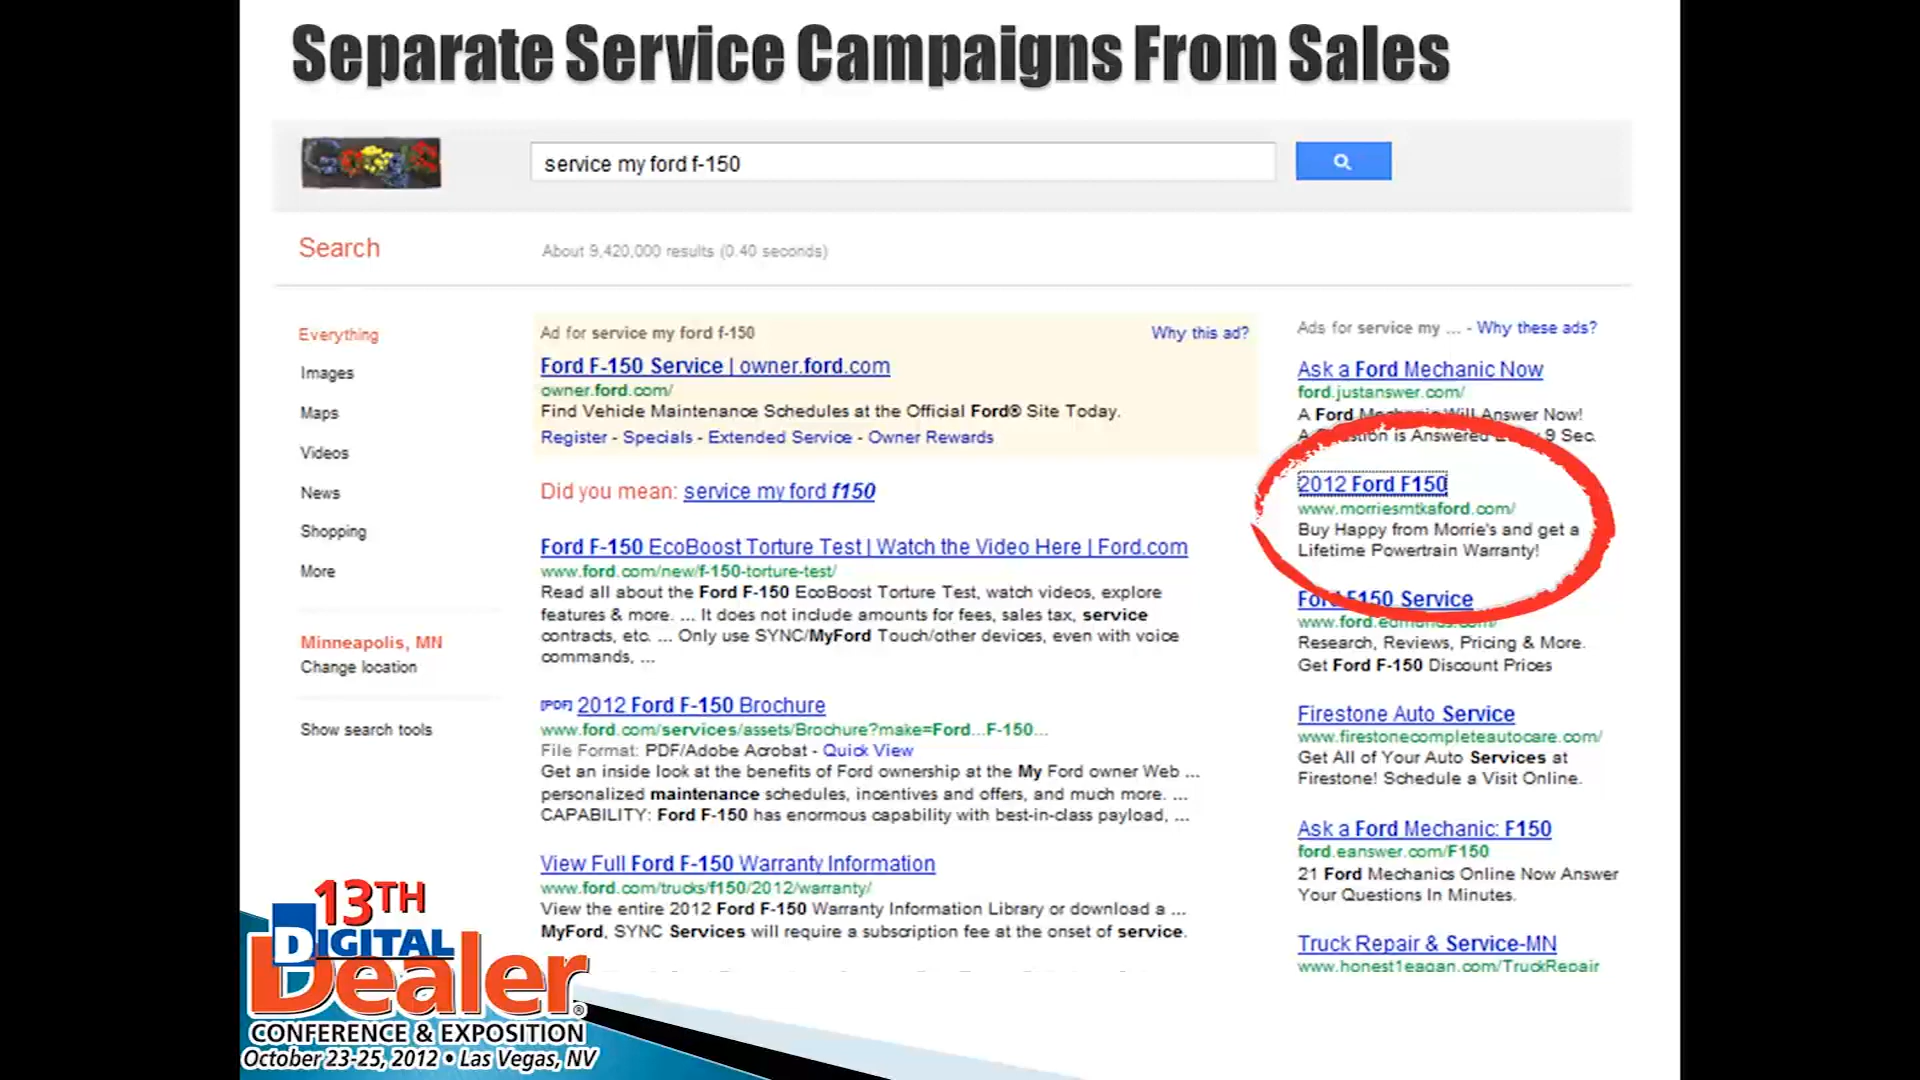 Separate Service Campaigns From Sales
Google
service my ford f-150
Search
About 9,420,000 results (0.40 seconds)
Everything
Images
Maps
Videos
News
Shopping
More
Minneapolis, MN
Change location
Show search tools
Ad for service my ford f-150
Why this ad?
Ford F-150 Service | owner.ford.com
owner.ford.com/
Find Vehicle Maintenance Schedules at the Official Ford® Site Today.
Register - Specials - Extended Service - Owner Rewards
Did you mean: service my ford f150
Ford F-150 EcoBoost Torture Test | Watch the Video Here | Ford.com
www.ford.com/new/f-150-torture-test/
Read all about the Ford F-150 EcoBoost Torture Test, watch videos, explore
features & more. ... It does not include amounts for fees, sales tax, service
contracts, etc. ... Only use SYNC/MyFord Touch/other devices, even with voice
commands, ...
[PDF] 2012 Ford F-150 Brochure
www.ford.com/services/assets/Brochure?make=Ford...F-150...
File Format: PDF/Adobe Acrobat - Quick View
Get an inside look at the benefits of Ford ownership at the My Ford owner Web ...
personalized maintenance schedules, incentives and offers, and much more. ...
CAPABILITY: Ford F-150 has enormous capability with best-in-class payload, ...
View Full Ford F-150 Warranty Information
www.ford.com/trucks/f150/2012/warranty/
View the entire 2012 Ford F-150 Warranty Information Library or download a ...
MyFord, SYNC Services will require a subscription fee at the onset of service.
Ads for service my ... - Why these ads?
Ask a Ford Mechanic Now
ford.justanswer.com/
A Ford Mechanic Will Answer Now!
A Question is Answered Every 9 Sec.
2012 Ford F150
www.morriesmtkaford.com/
Buy Happy from Morrie's and get a
Lifetime Powertrain Warranty!
Ford F150 Service
www.ford.edmunds.com/
Research, Reviews, Pricing & More.
Get Ford F-150 Discount Prices
Firestone Auto Service
www.firestonecompleteautocare.com/
Get All of Your Auto Services at
Firestone! Schedule a Visit Online.
Ask a Ford Mechanic: F150
ford.eanswer.com/F150
21 Ford Mechanics Online Now Answer
Your Questions In Minutes.
Truck Repair & Service-MN
www.honest1eagan.com/TruckRepair
13TH
DIGITAL
Dealer®
CONFERENCE & EXPOSITION
October 23-25, 2012 • Las Vegas, NV